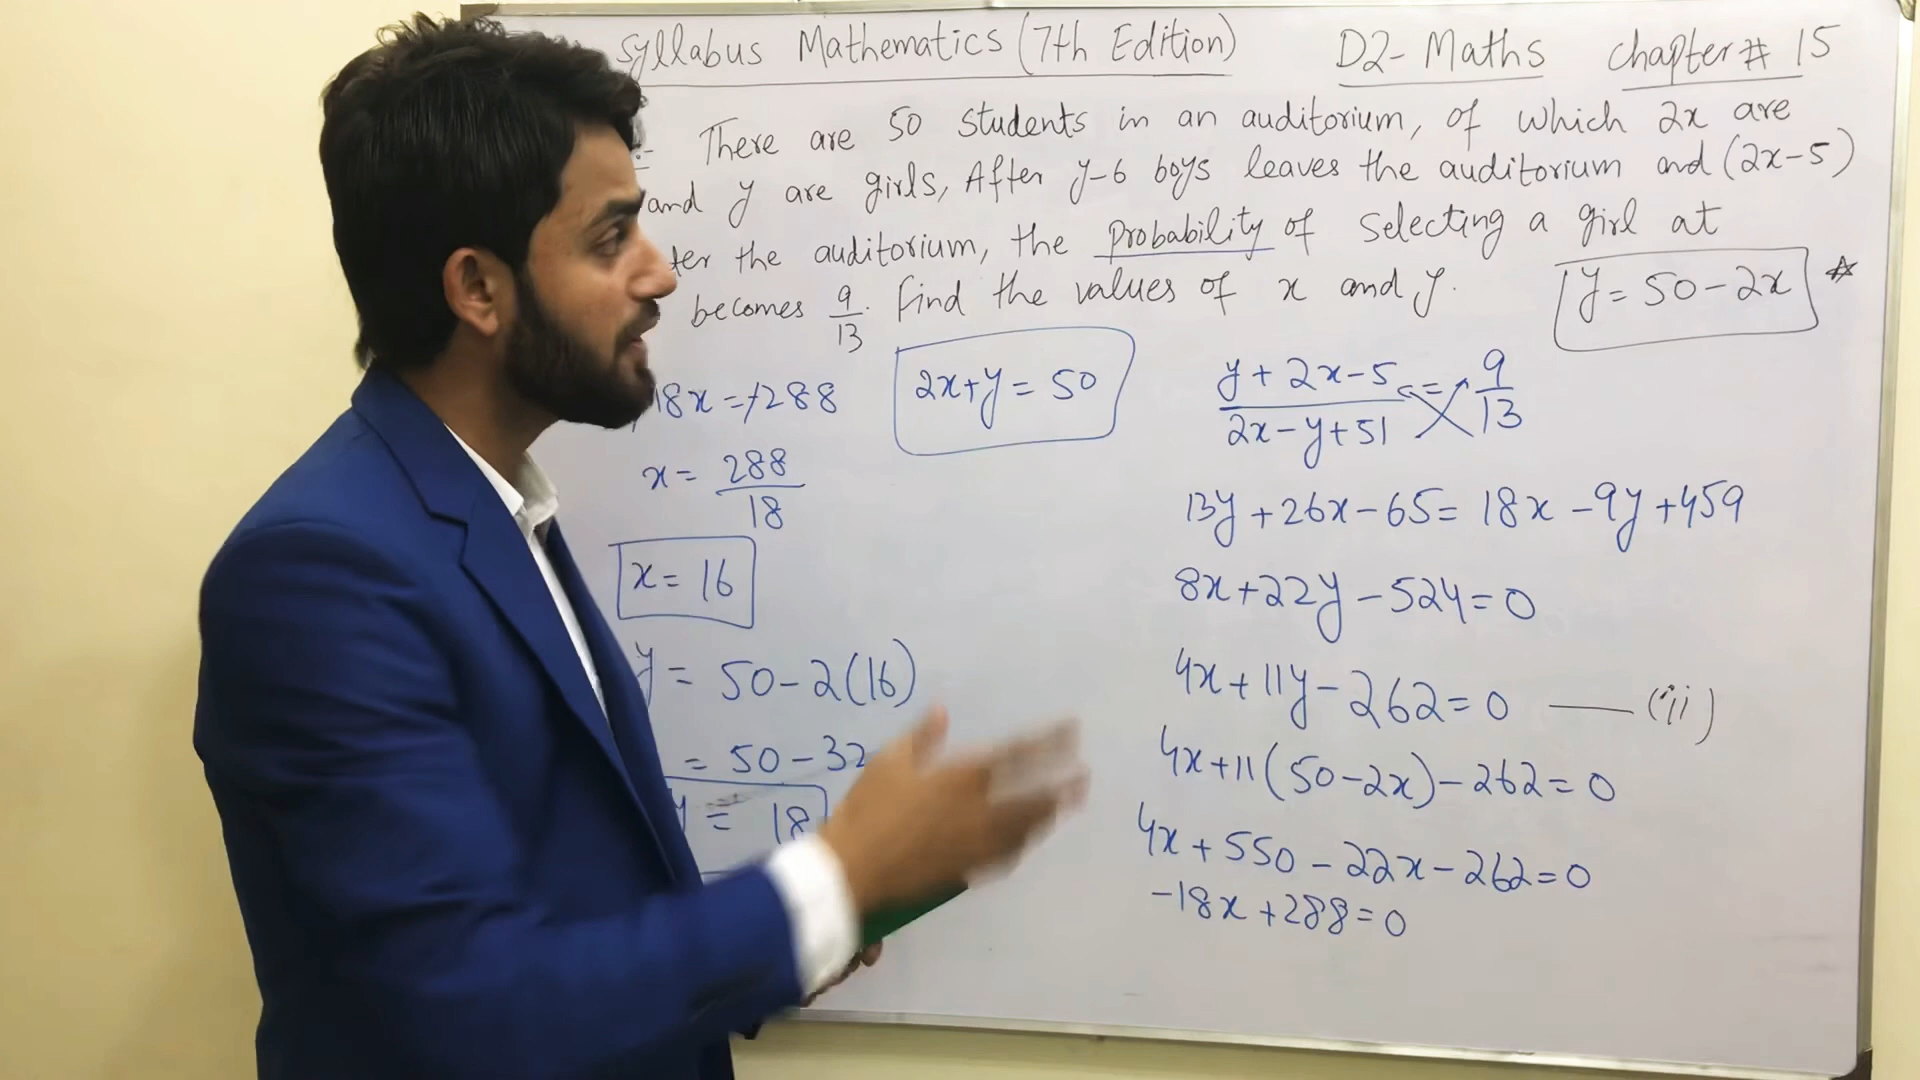 Syllabus Mathematics (7th Edition) D2-Maths Chapter # 15
:- There are 50 students in an auditorium, of which 2x are
and y are girls, After y-6 boys leaves the auditorium and (2x-5)
ter the auditorium, the probability of selecting a girl at
becomes 9/13. Find the values of x and y.
y = 50-2x *
18x = +288
x = 288/18
x = 16
y = 50-2(16)
= 50-32
y = 18
2x+y = 50
y+2x-5/2x-y+51 = 9/13
13y+26x-65 = 18x-9y+459
8x+22y-524=0
4x+11y-262=0 —— (ii)
4x+11(50-2x)-262=0
4x+550-22x-262=0
-18x+288=0